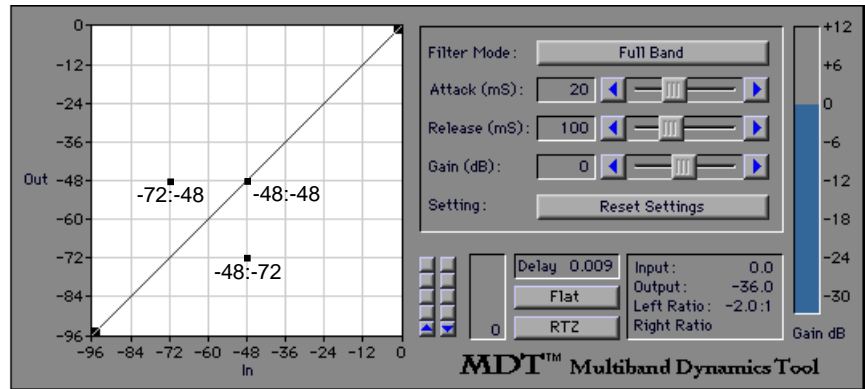 0
-12
-24
-36
Out -48
-60
-72
-84
-96
-72:-48
-48:-48
-48:-72
-96 -84 -72 -60 -48 -36 -24 -12 0
In
Filter Mode: Full Band
Attack (mS): 20
Release (mS): 100
Gain (dB): 0
Setting: Reset Settings
0
Delay 0.009
Flat
RTZ
Input: 0.0
Output: -36.0
Left Ratio: -2.0:1
Right Ratio
+12
+6
0
-6
-12
-18
-24
-30
Gain dB
MDT™ Multiband Dynamics Tool